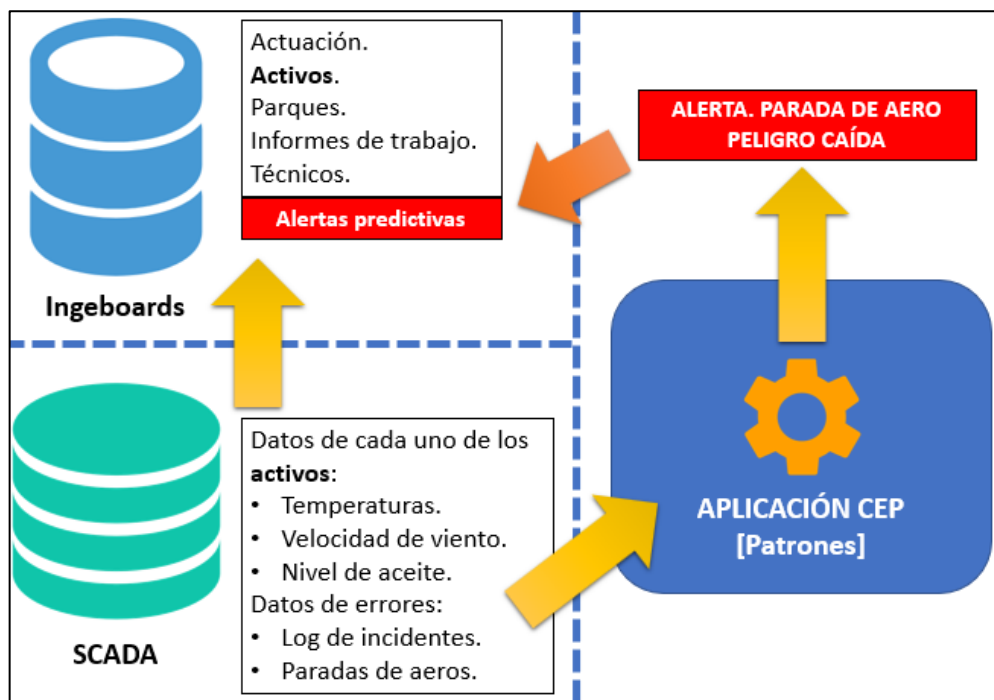 Actuación.
Activos.
Parques.
Informes de trabajo.
Técnicos.
Alertas predictivas
Ingeboards
ALERTA. PARADA DE AERO
PELIGRO CAÍDA
Datos de cada uno de los
activos:
• Temperaturas.
• Velocidad de viento.
• Nivel de aceite.
Datos de errores:
• Log de incidentes.
• Paradas de aeros.
SCADA
APLICACIÓN CEP
[Patrones]